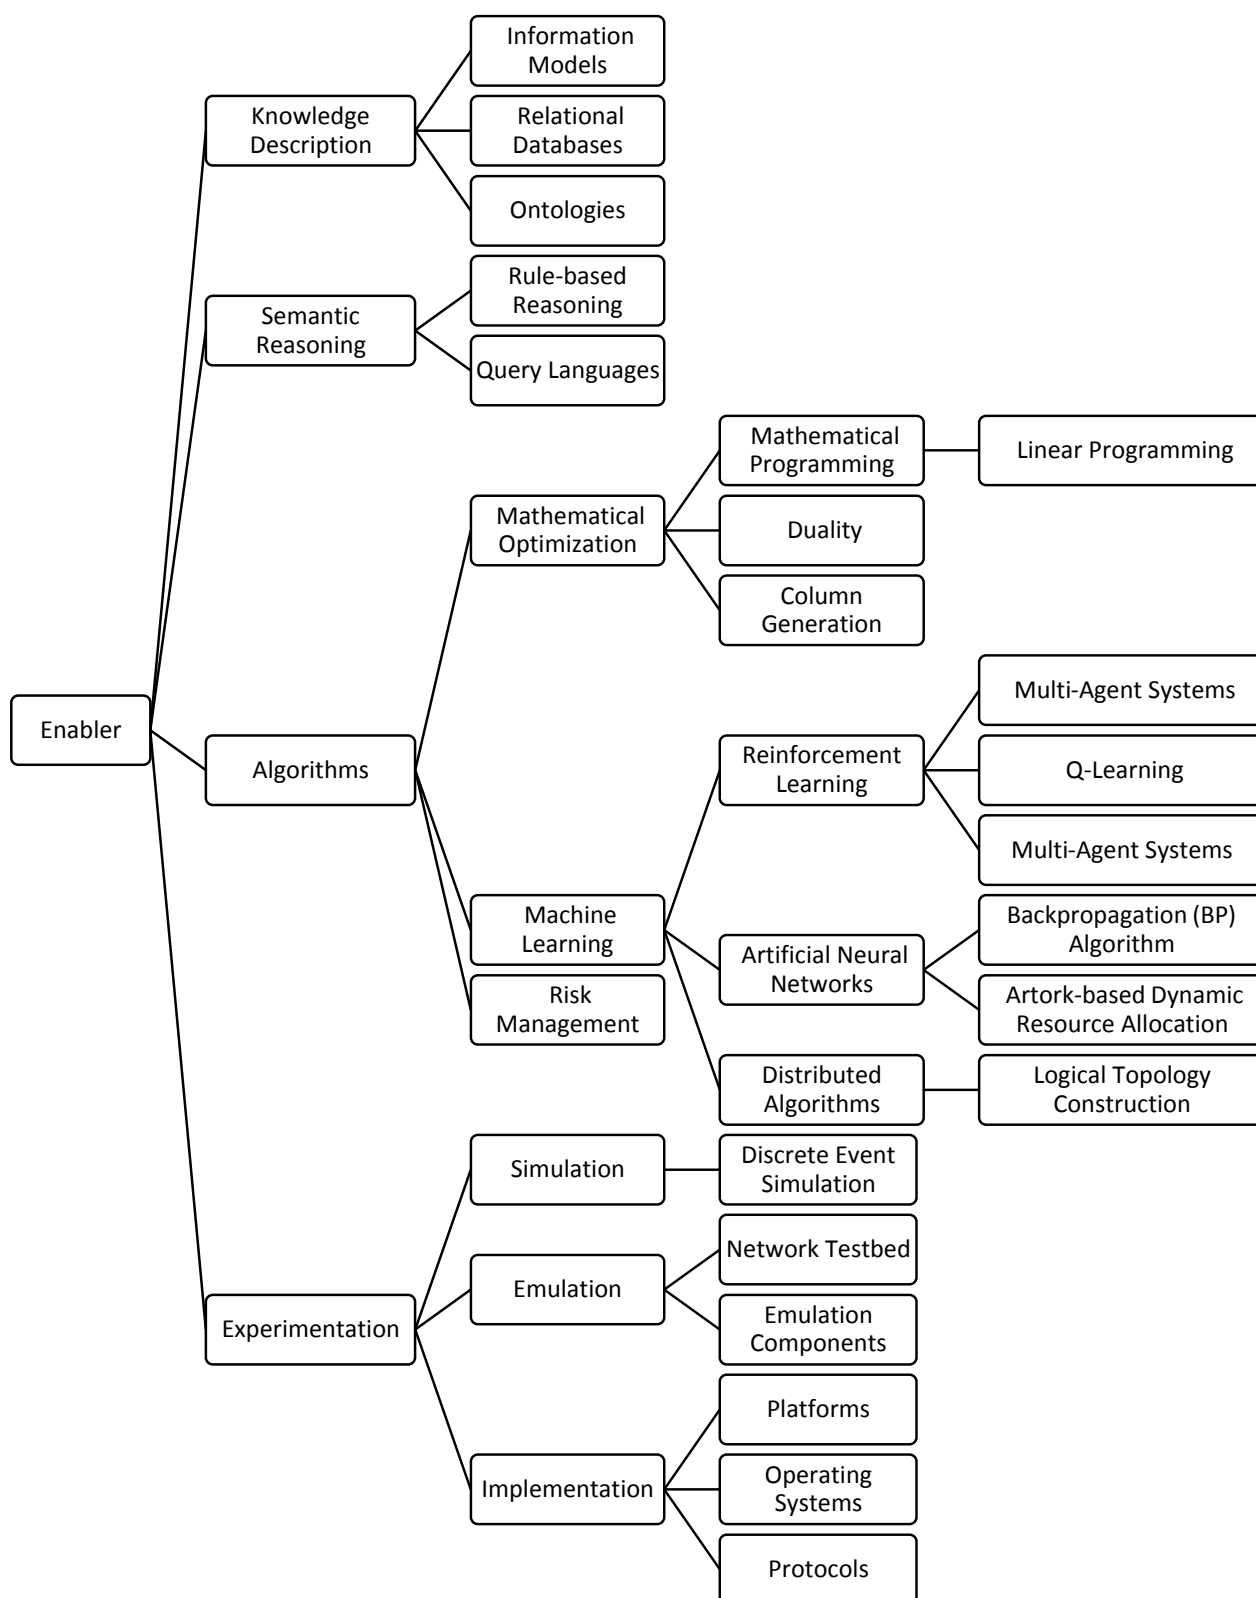 Information
Models
Knowledge
Description
Relational
Databases
Ontologies
Rule-based
Reasoning
Semantic
Reasoning
Query Languages
Mathematical
Programming
Linear Programming
Mathematical
Optimization
Duality
Column
Generation
Multi-Agent Systems
Enabler
Algorithms
Reinforcement
Learning
Q-Learning
Multi-Agent Systems
Machine
Learning
Artificial Neural
Networks
Backpropagation (BP)
Algorithm
Risk
Management
Artork-based Dynamic
Resource Allocation
Distributed
Algorithms
Logical Topology
Construction
Simulation
Discrete Event
Simulation
Network Testbed
Emulation
Experimentation
Emulation
Components
Platforms
Implementation
Operating
Systems
Protocols